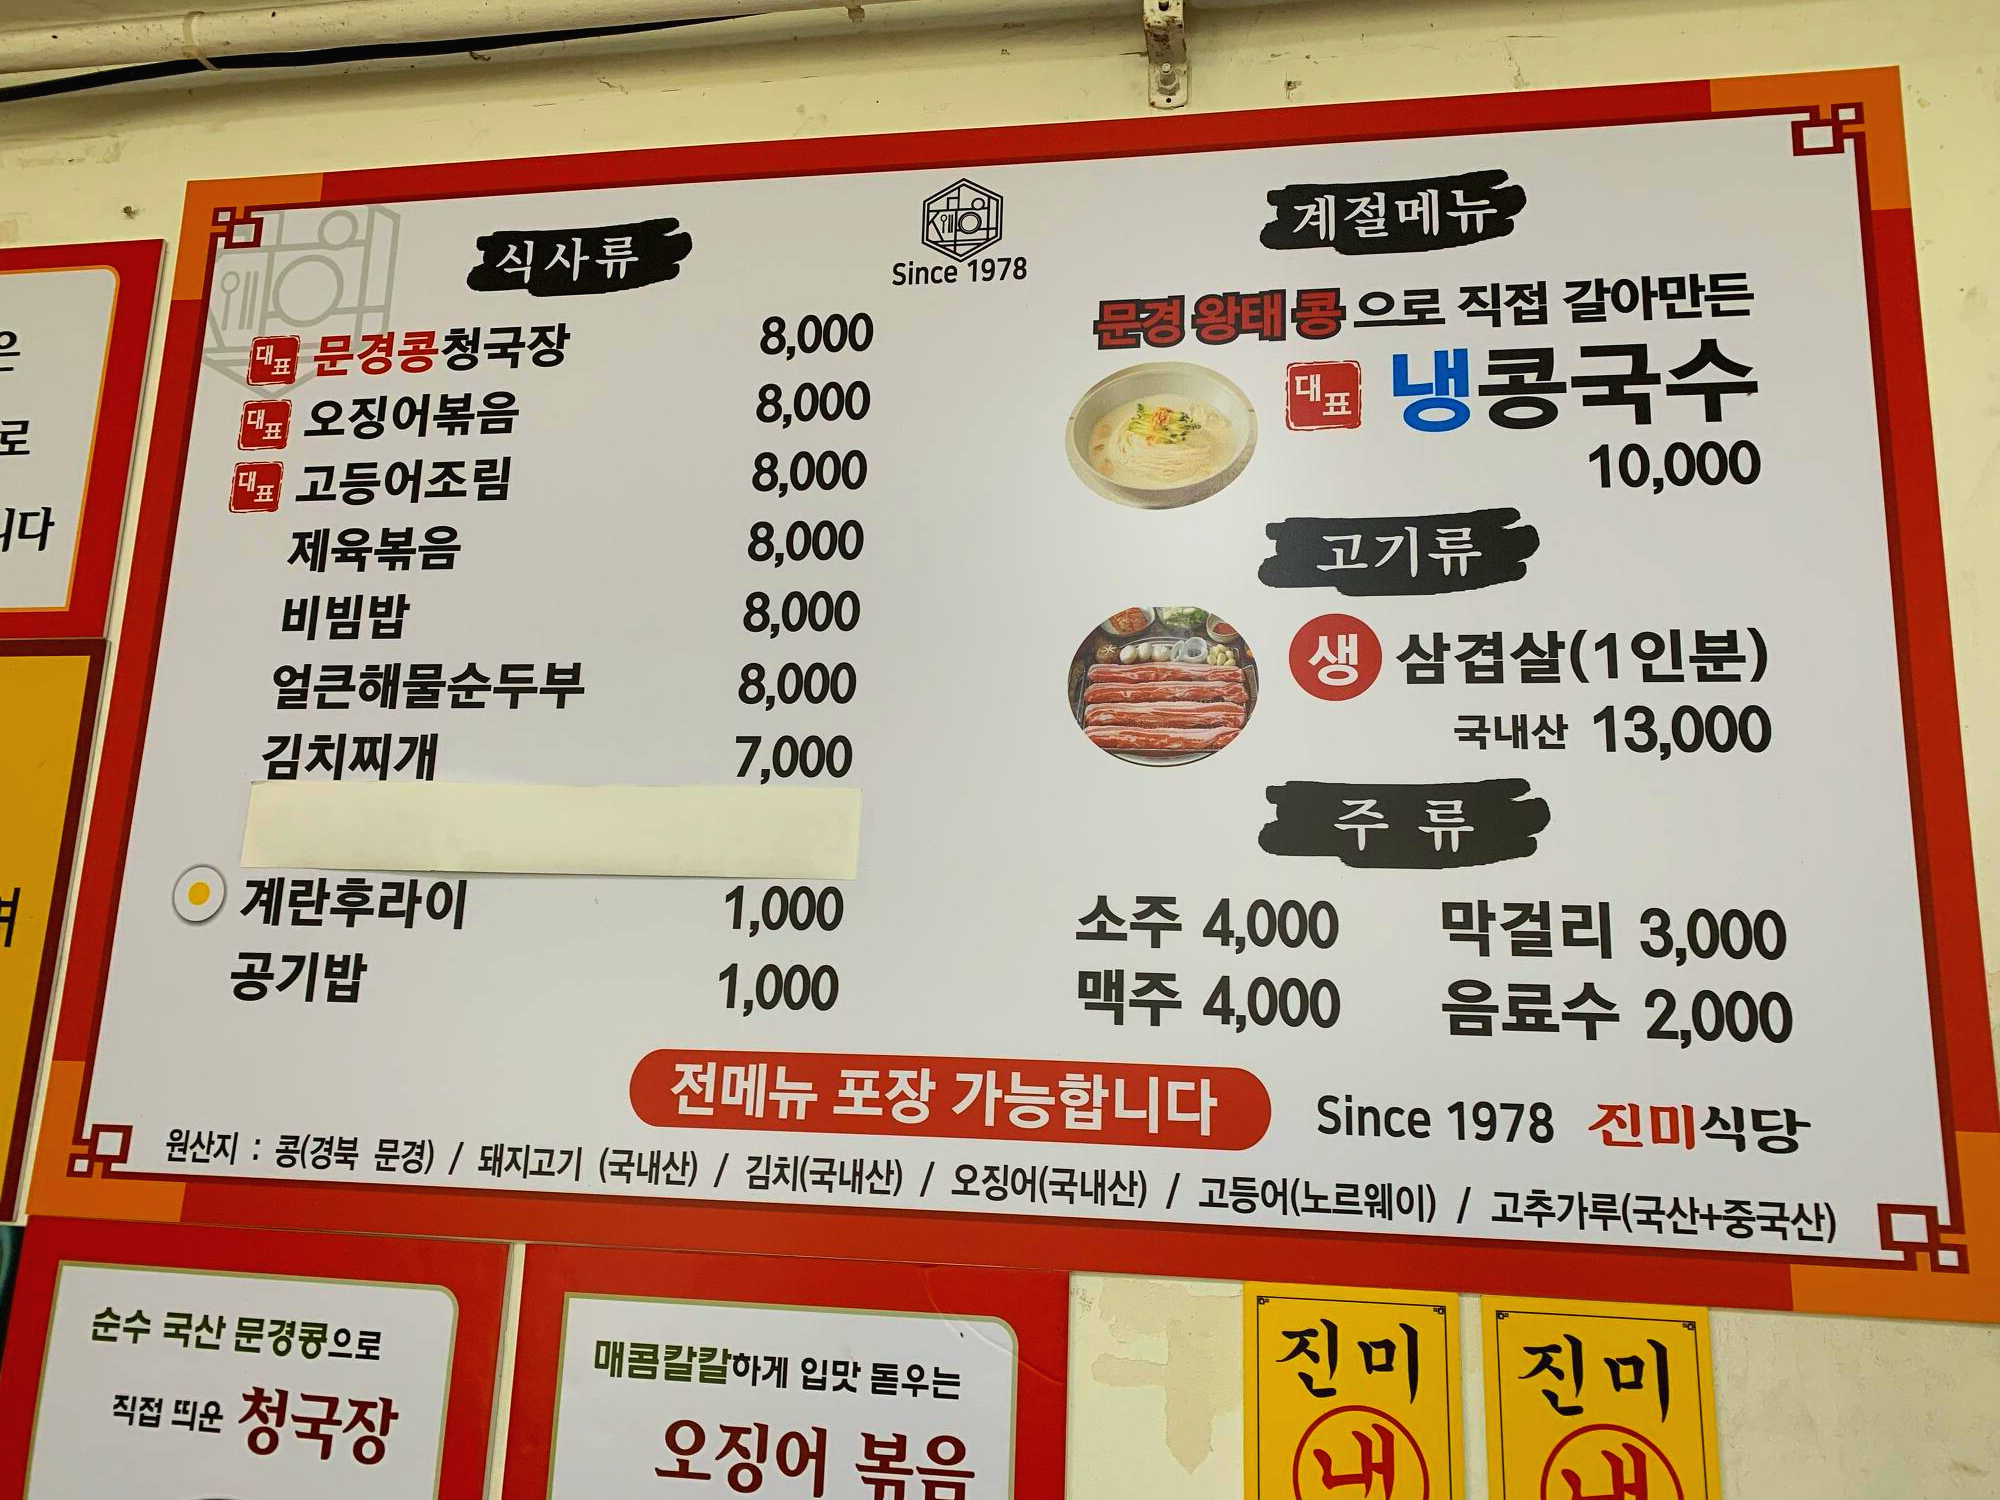 식사류
대표 문경콩청국장 8,000
대표 오징어볶음 8,000
대표 고등어조림 8,000
제육볶음 8,000
비빔밥 8,000
얼큰해물순두부 8,000
김치찌개 7,000
계란후라이 1,000
공기밥 1,000
Since 1978
계절메뉴
문경 왕태 콩으로 직접 갈아만든
대표 냉콩국수
10,000
고기류
생 삼겹살(1인분)
국내산 13,000
주 류
소주 4,000 막걸리 3,000
맥주 4,000 음료수 2,000
전메뉴 포장 가능합니다
Since 1978 진미식당
원산지 : 콩(경북 문경) / 돼지고기 (국내산) / 김치(국내산) / 오징어(국내산) / 고등어(노르웨이) / 고추가루(국산+중국산)
은
로
니다
여
순수 국산 문경콩으로
직접 띄운 청국장
매콤칼칼하게 입맛 돋우는
오징어 볶음
진미
내
진미
내